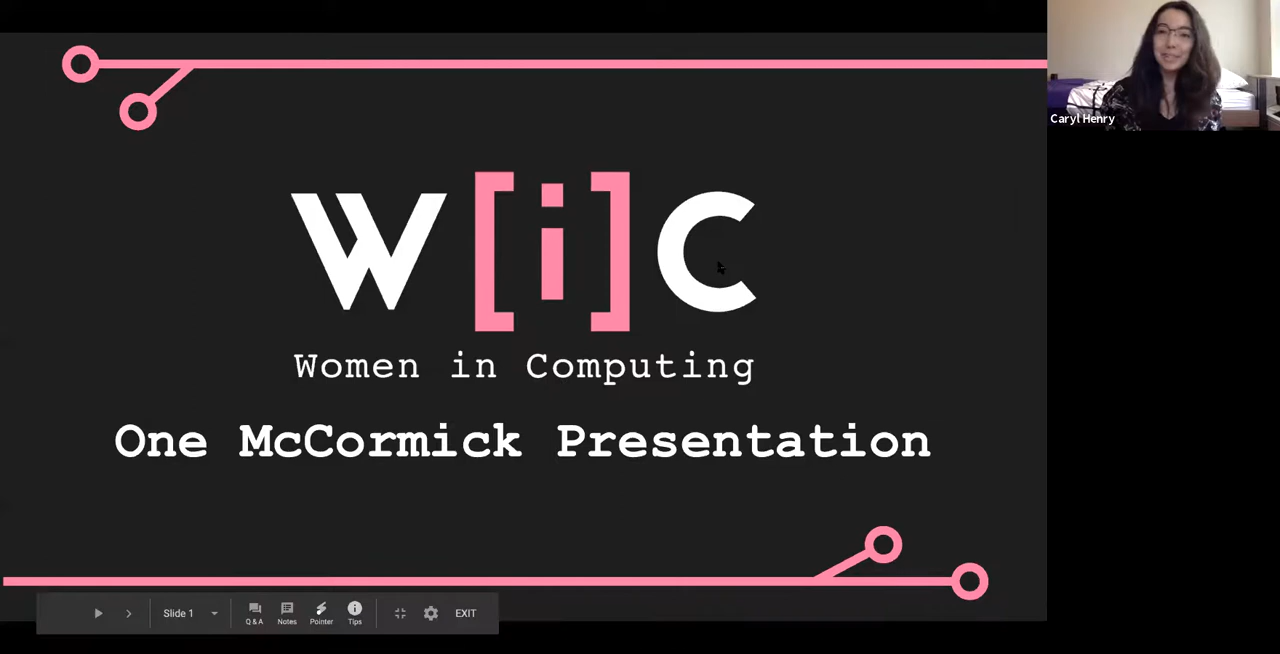 W[i]C
Women in Computing
One McCormick Presentation
Caryl Henry
Slide 1
Q & A
Notes
Pointer
Tips
EXIT